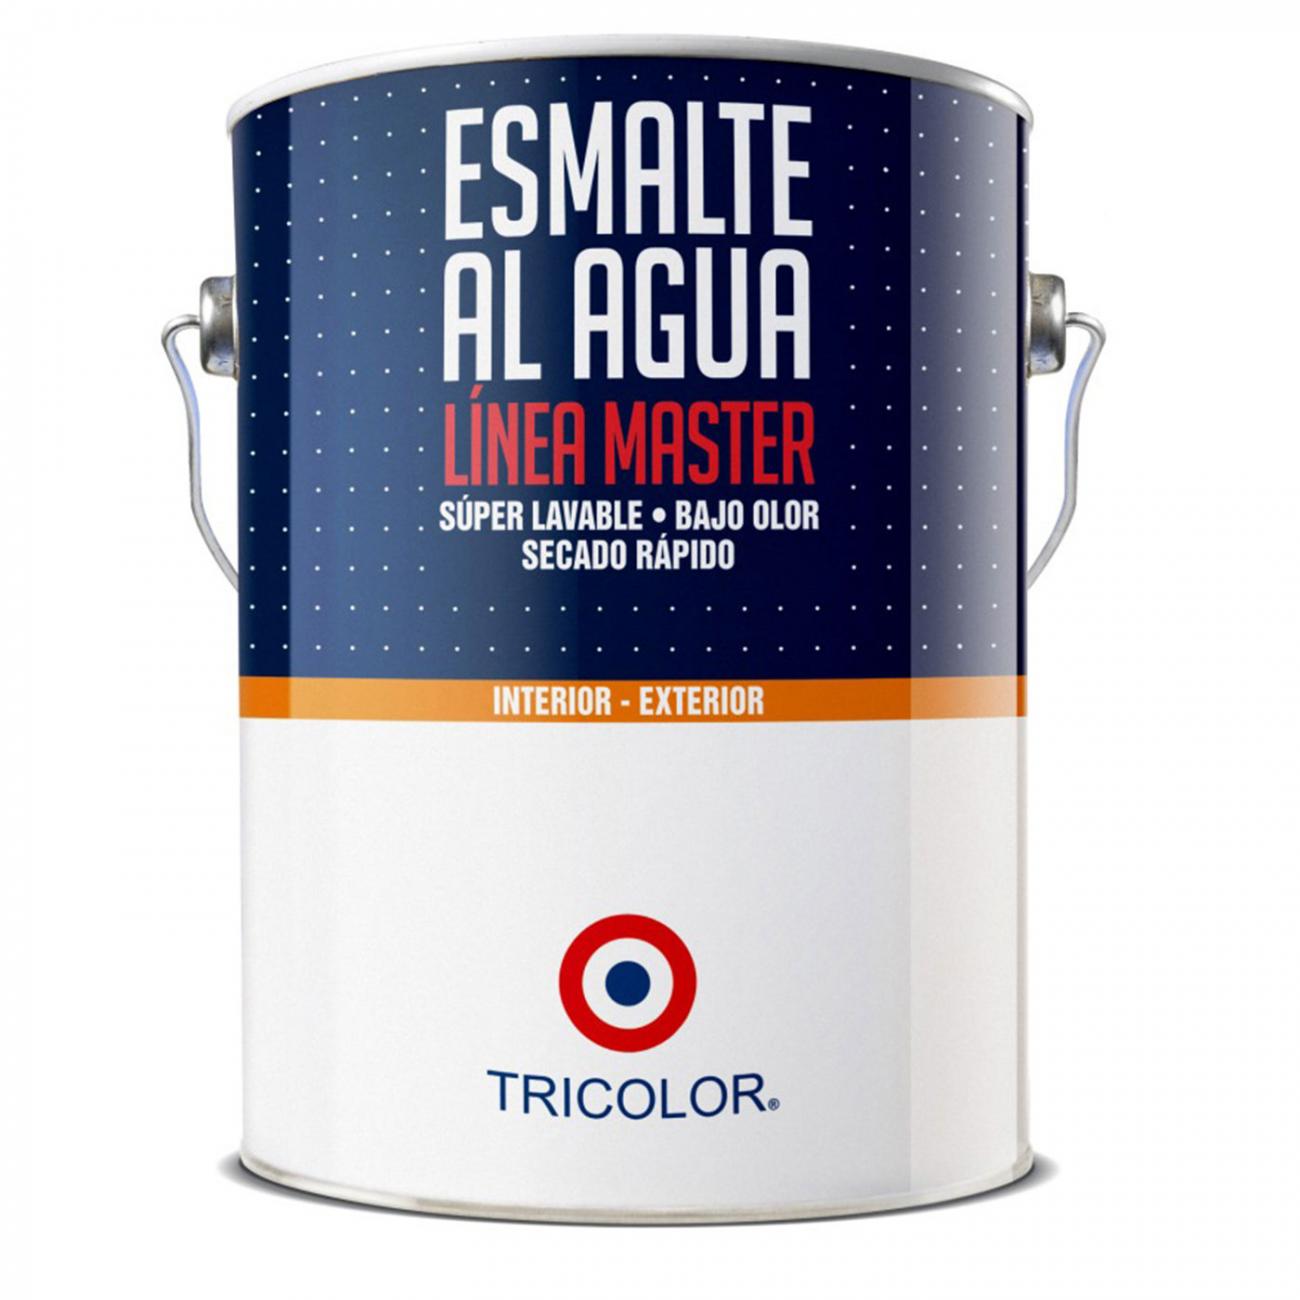 ESMALTE
AL AGUA
LÍNEA MASTER
SÚPER LAVABLE • BAJO OLOR
SECADO RÁPIDO
INTERIOR - EXTERIOR
TRICOLOR®